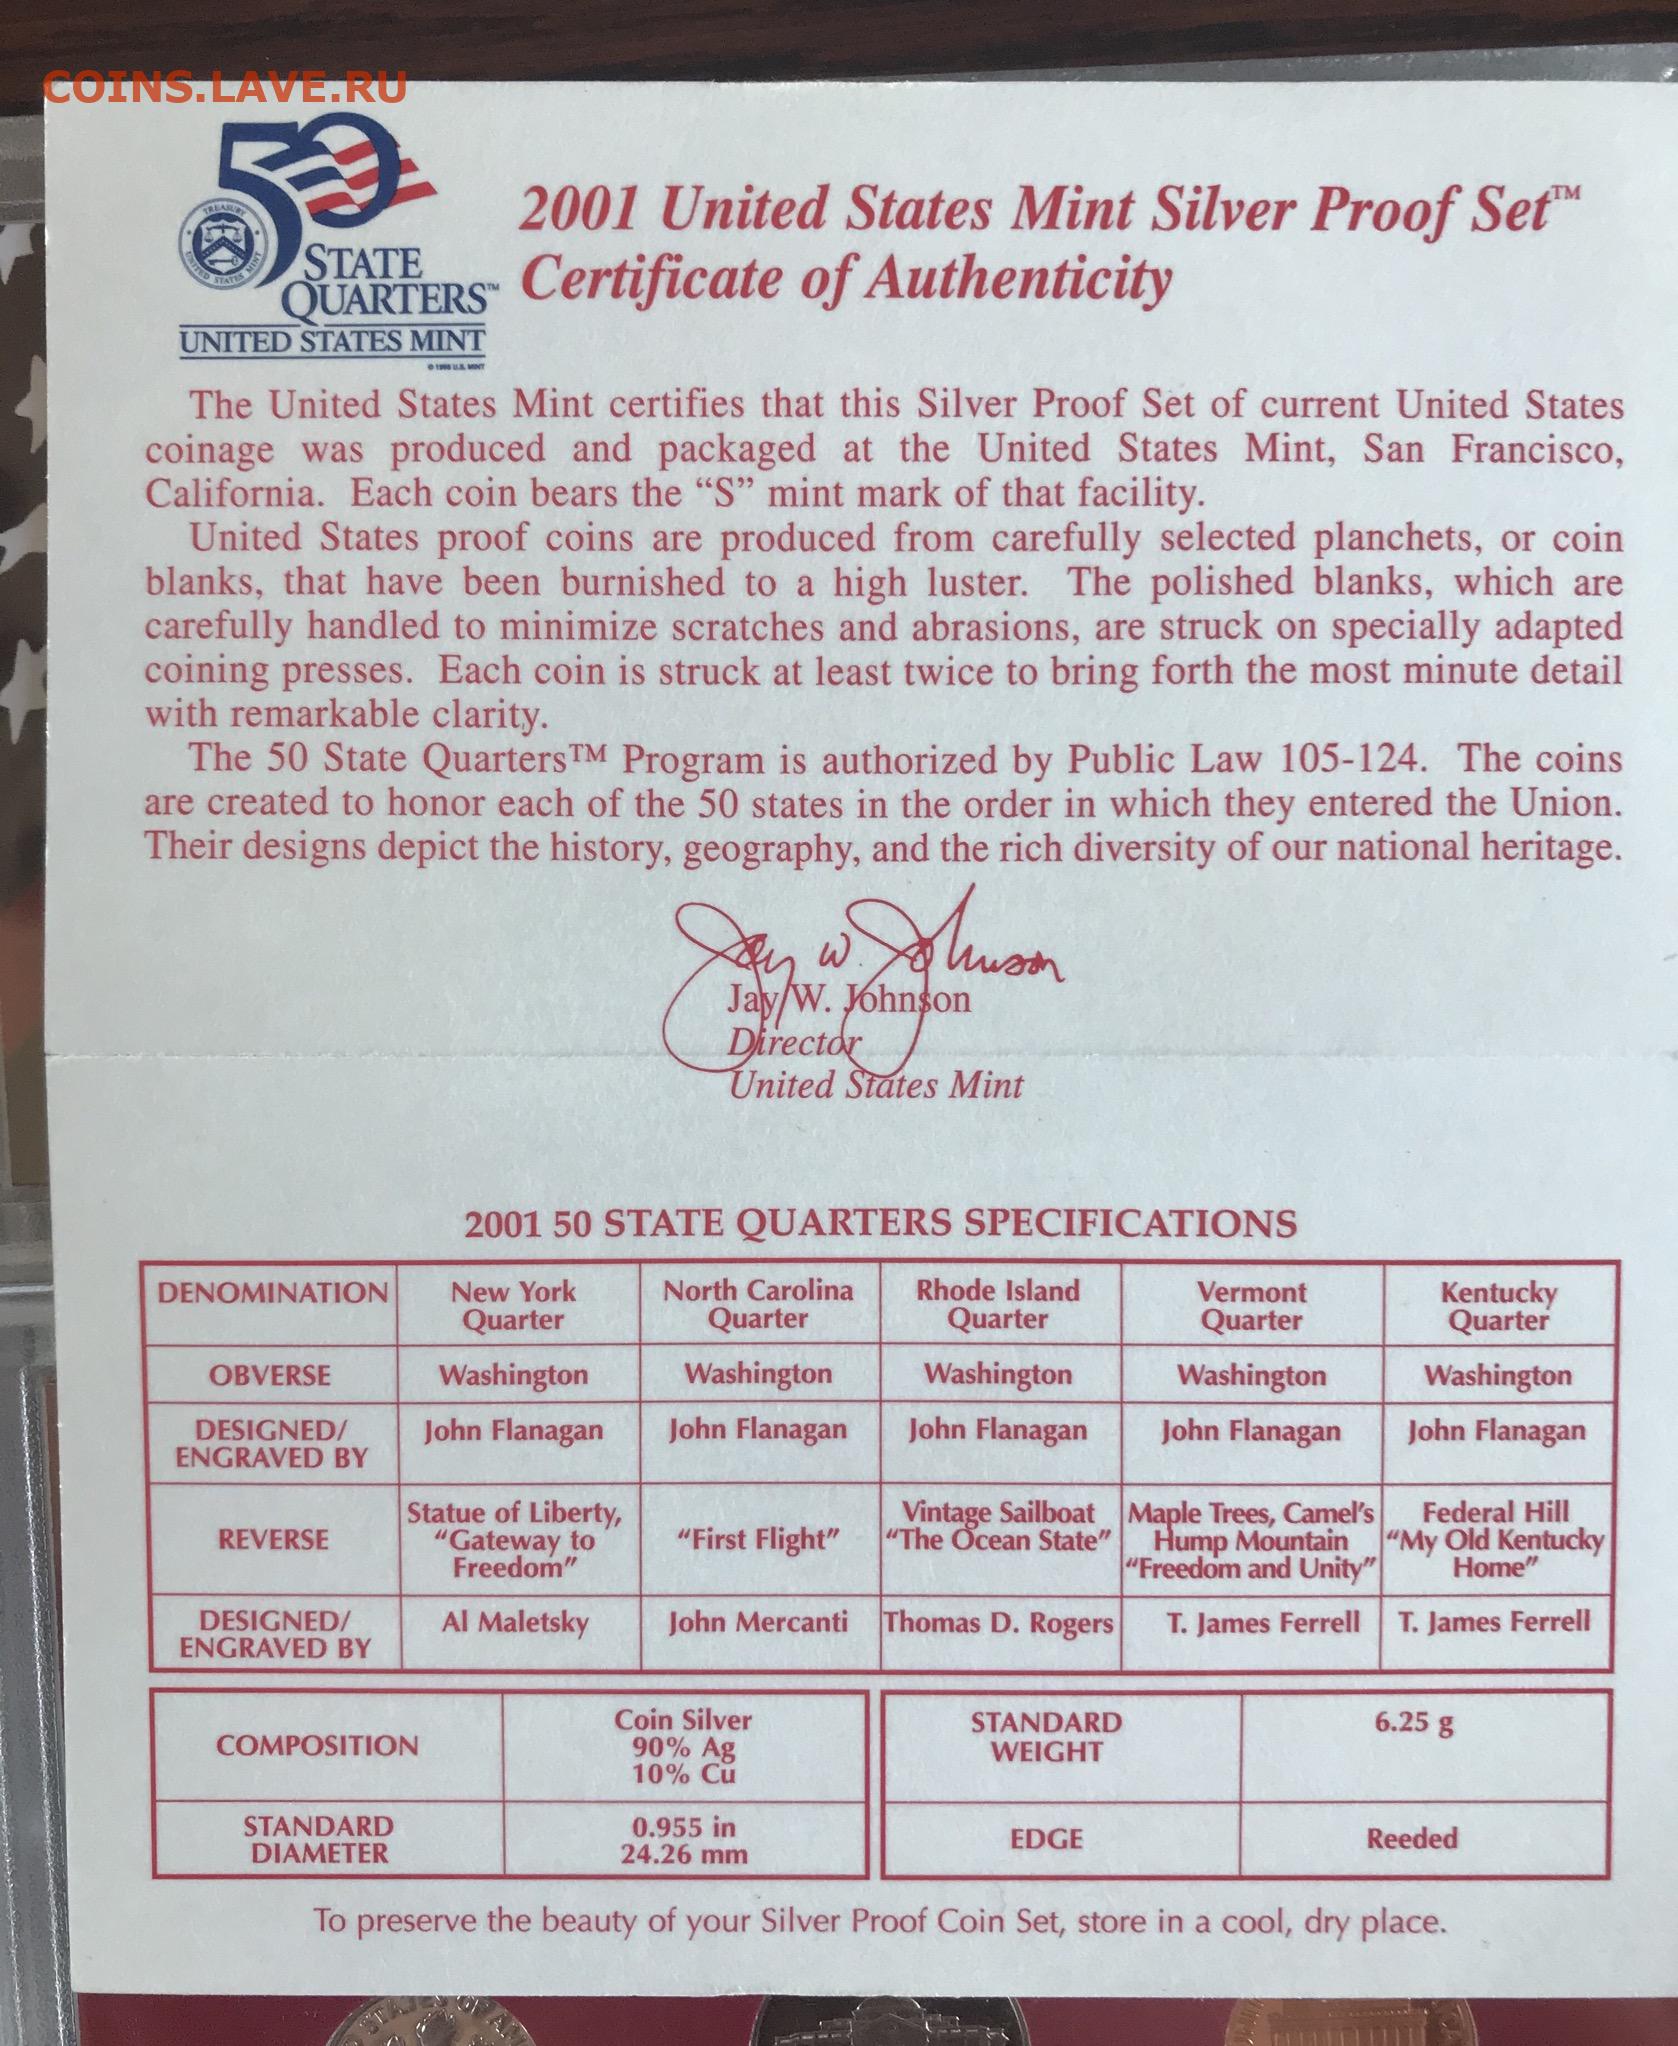 COINS.LAVE.RU
50
TREASURY
UNITED STATES MINT
STATE
QUARTERS™
UNITED STATES MINT
© 1998 U.S. MINT
2001 United States Mint Silver Proof Set™
Certificate of Authenticity
The United States Mint certifies that this Silver Proof Set of current United States
coinage was produced and packaged at the United States Mint, San Francisco,
California. Each coin bears the “S” mint mark of that facility.
United States proof coins are produced from carefully selected planchets, or coin
blanks, that have been burnished to a high luster. The polished blanks, which are
carefully handled to minimize scratches and abrasions, are struck on specially adapted
coining presses. Each coin is struck at least twice to bring forth the most minute detail
with remarkable clarity.
The 50 State Quarters™ Program is authorized by Public Law 105-124. The coins
are created to honor each of the 50 states in the order in which they entered the Union.
Their designs depict the history, geography, and the rich diversity of our national heritage.
Jay W. Johnson
Jay W. Johnson
Director
United States Mint
2001 50 STATE QUARTERS SPECIFICATIONS
DENOMINATION New York Quarter North Carolina Quarter Rhode Island Quarter Vermont Quarter Kentucky Quarter
OBVERSE Washington Washington Washington Washington Washington
DESIGNED/ ENGRAVED BY John Flanagan John Flanagan John Flanagan John Flanagan John Flanagan
REVERSE Statue of Liberty, “Gateway to Freedom” “First Flight” Vintage Sailboat “The Ocean State” Maple Trees, Camel’s Hump Mountain “Freedom and Unity” Federal Hill “My Old Kentucky Home”
DESIGNED/ ENGRAVED BY Al Maletsky John Mercanti Thomas D. Rogers T. James Ferrell T. James Ferrell
COMPOSITION Coin Silver 90% Ag 10% Cu STANDARD WEIGHT 6.25 g
STANDARD DIAMETER 0.955 in 24.26 mm EDGE Reeded
To preserve the beauty of your Silver Proof Coin Set, store in a cool, dry place.